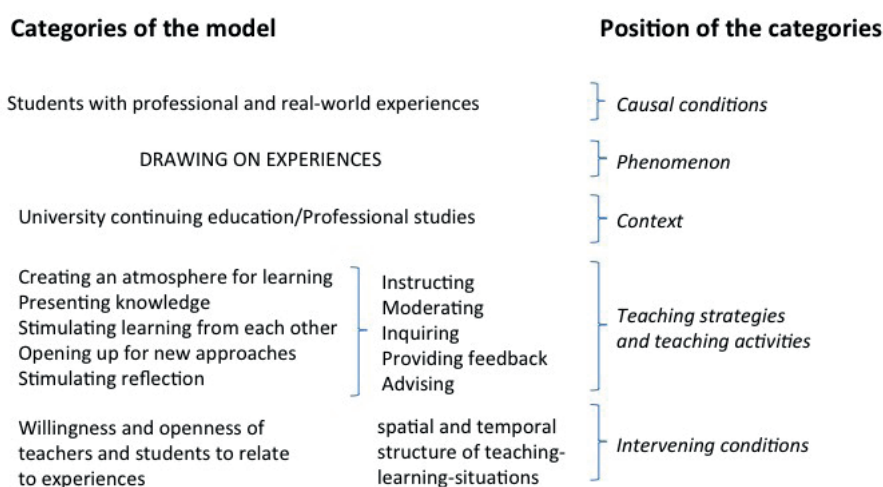 Categories of the model
Position of the categories
Students with professional and real-world experiences
Causal conditions
DRAWING ON EXPERIENCES
Phenomenon
University continuing education/Professional studies
Context
Creating an atmosphere for learning
Presenting knowledge
Stimulating learning from each other
Opening up for new approaches
Stimulating reflection
Instructing
Moderating
Inquiring
Providing feedback
Advising
Teaching strategies
and teaching activities
Willingness and openness of
teachers and students to relate
to experiences
spatial and temporal
structure of teaching-
learning-situations
Intervening conditions